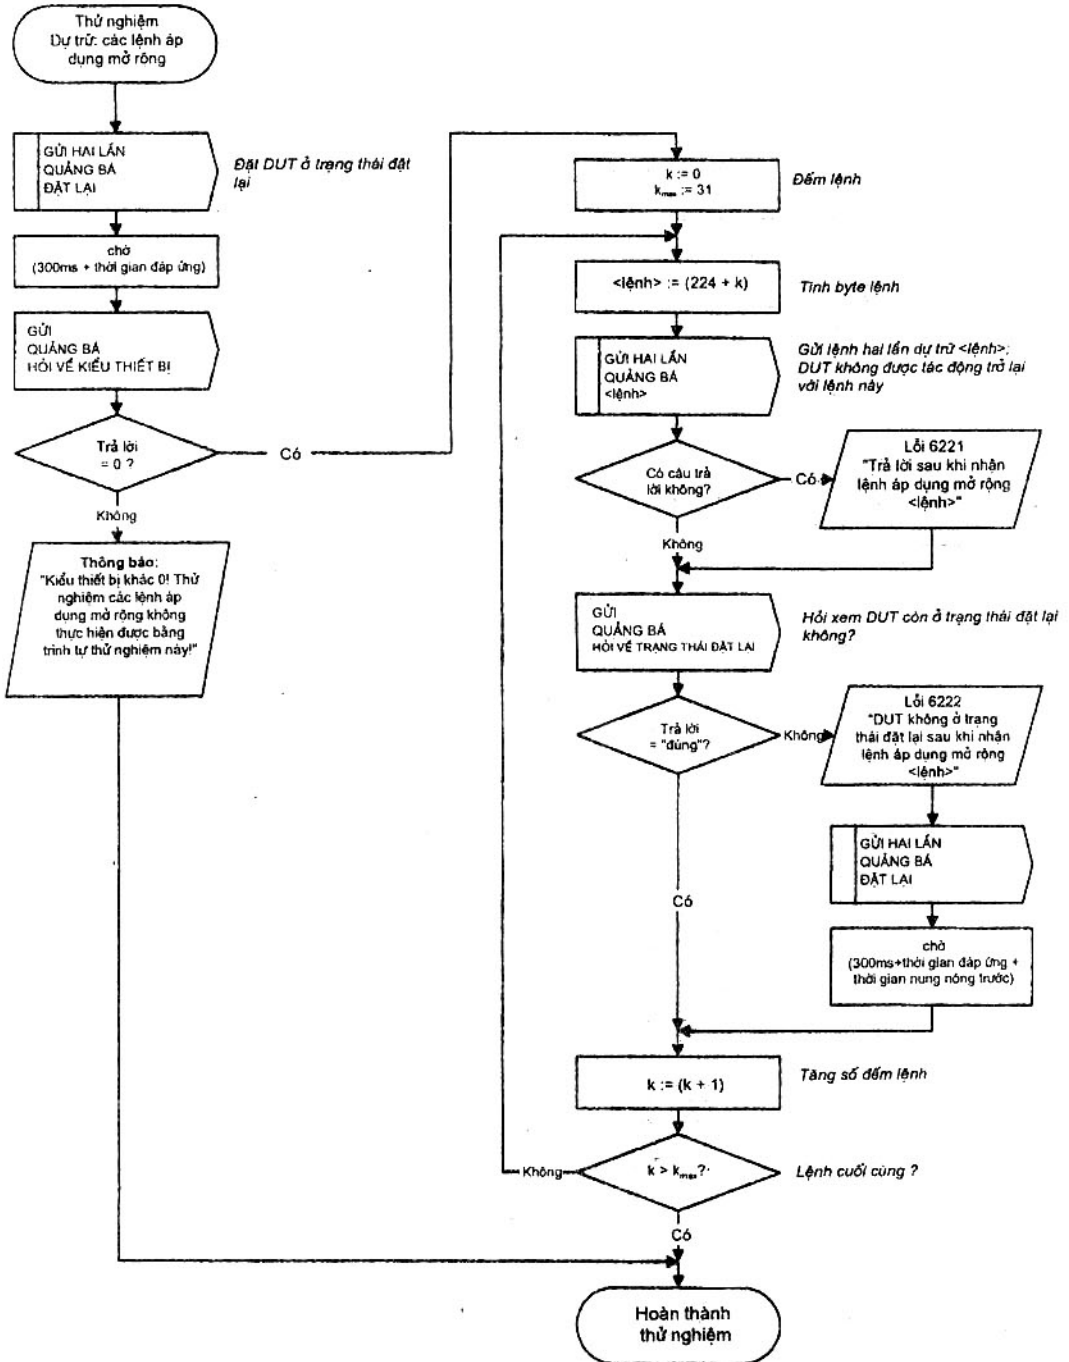 Thử nghiệm
Dự trữ: các lệnh áp
dụng mở rộng
GỬI HAI LẦN
QUẢNG BÁ
ĐẶT LẠI
Đặt DUT ở trạng thái đặt
lại
chờ
(300ms + thời gian đáp ứng)
GỬI
QUẢNG BÁ
HỎI VỀ KIỂU THIẾT BỊ
Trả lời
= 0 ?
Có
Không
Thông báo:
"Kiểu thiết bị khác 0! Thử
nghiệm các lệnh áp
dụng mở rộng không
thực hiện được bằng
trình tự thử nghiệm này!"
k := 0
kmax := 31
Đếm lệnh
<lệnh> := (224 + k)
Tính byte lệnh
GỬI HAI LẦN
QUẢNG BÁ
<lệnh>
Gửi lệnh hai lần dự trữ <lệnh>;
DUT không được tác động trở lại
với lệnh này
Có câu trả
lời không?
Có
Lỗi 6221
"Trả lời sau khi nhận
lệnh áp dụng mở rộng
<lệnh>"
Không
GỬI
QUẢNG BÁ
HỎI VỀ TRẠNG THÁI ĐẶT LẠI
Hỏi xem DUT còn ở trạng thái đặt lại
không?
Trả lời
= "đúng"?
Không
Lỗi 6222
"DUT không ở trạng
thái đặt lại sau khi nhận
lệnh áp dụng mở rộng
<lệnh>"
GỬI HAI LẦN
QUẢNG BÁ
ĐẶT LẠI
Có
chờ
(300ms+thời gian đáp ứng +
thời gian nung nóng trước)
k := (k + 1)
Tăng số đếm lệnh
k > kmax?
Không
Lệnh cuối cùng ?
Có
Hoàn thành
thử nghiệm